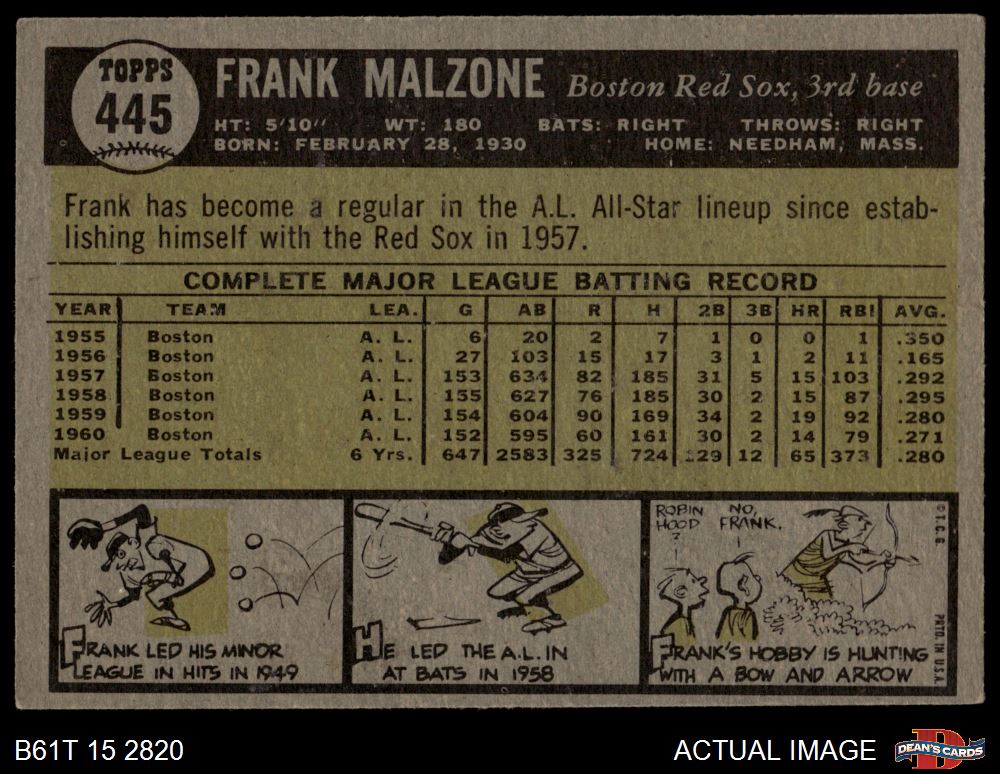 TOPPS
445
FRANK MALZONE Boston Red Sox, 3rd base
HT: 5'10" WT: 180 BATS: RIGHT THROWS: RIGHT
BORN: FEBRUARY 28, 1930 HOME: NEEDHAM, MASS.
Frank has become a regular in the A.L. All-Star lineup since estab-
lishing himself with the Red Sox in 1957.
COMPLETE MAJOR LEAGUE BATTING RECORD
YEAR TEAM LEA. G AB R H 2B 3B HR RBI AVG.
1955 Boston A. L. 6 20 2 7 1 0 0 1 .350
1956 Boston A. L. 27 103 15 17 3 1 2 11 .165
1957 Boston A. L. 153 634 82 185 31 5 15 103 .292
1958 Boston A. L. 155 627 76 185 30 2 15 87 .295
1959 Boston A. L. 154 604 90 169 34 2 19 92 .280
1960 Boston A. L. 152 595 60 161 30 2 14 79 .271
Major League Totals 6 Yrs. 647 2583 325 724 129 12 65 373 .280
FRANK LED HIS MINOR
LEAGUE IN HITS IN 1949
HE LED THE A.L. IN
AT BATS IN 1958
ROBIN
HOOD
?
NO,
FRANK.
FRANK'S HOBBY IS HUNTING
WITH A BOW AND ARROW
© T.C.G.
PRTD. IN U.S.A.
B61T 15 2820
ACTUAL IMAGE
D
DEAN'S CARDS